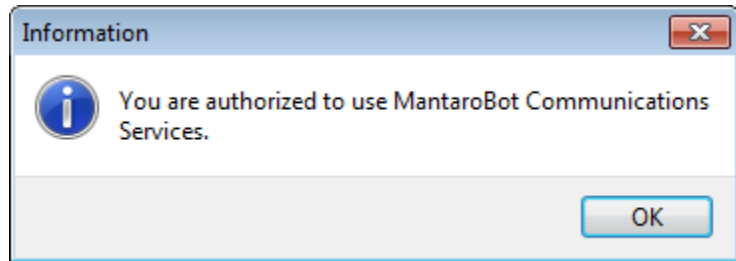 Information
You are authorized to use MantaroBot Communications
Services.
OK